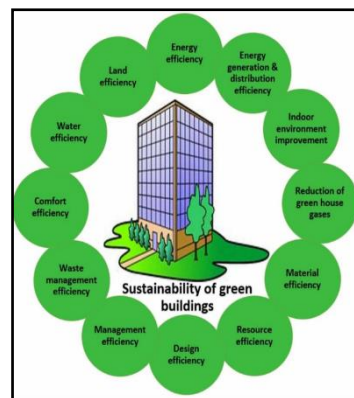 Energy
efficiency
Energy
generation &
distribution
efficiency
Indoor
environment
improvement
Reduction of
green house
gases
Material
efficiency
Resource
efficiency
Design
efficiency
Management
efficiency
Waste
management
efficiency
Comfort
efficiency
Water
efficiency
Land
efficiency
Sustainability of green
buildings